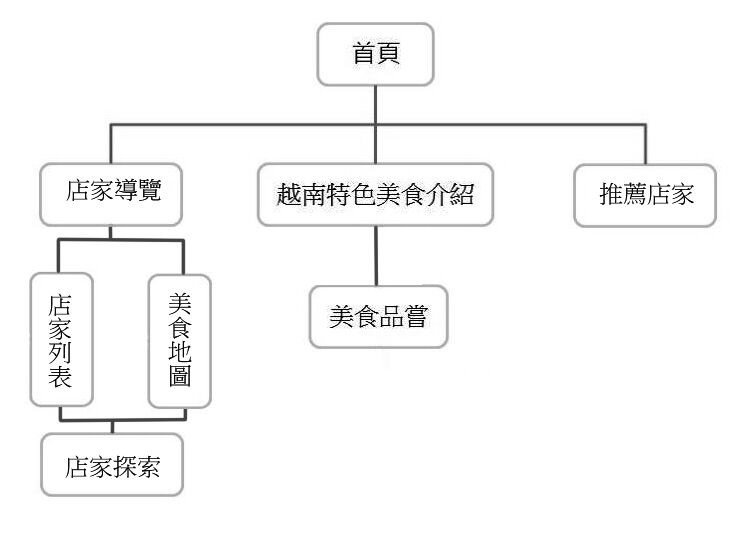 首頁
店家導覽
越南特色美食介紹
推薦店家
店家列表
美食地圖
美食品嘗
店家探索